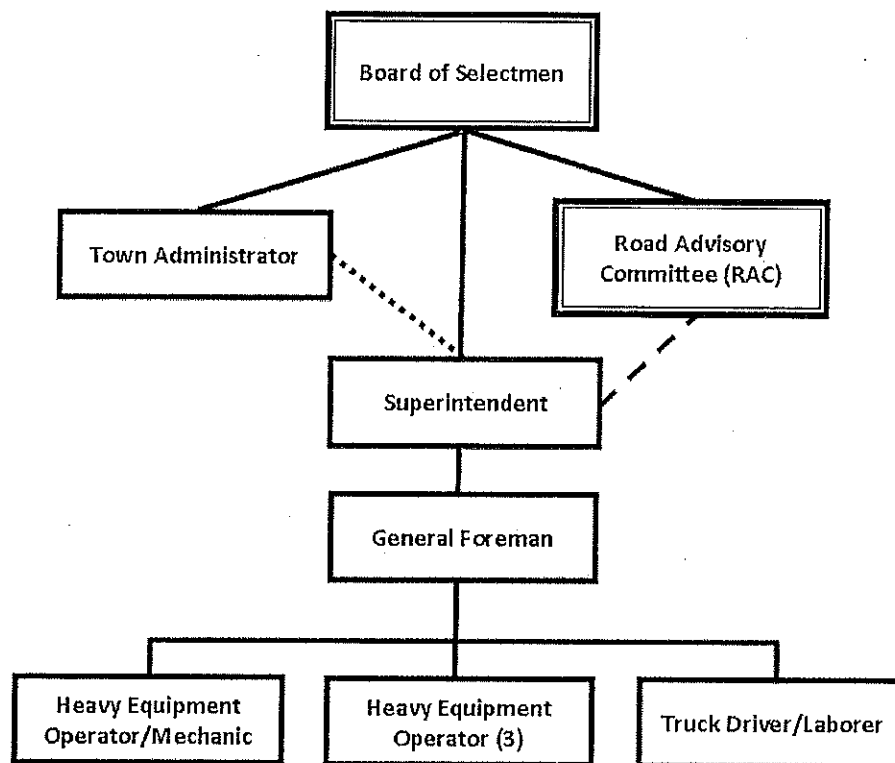 Board of Selectmen
Town Administrator
Road Advisory
Committee (RAC)
Superintendent
General Foreman
Heavy Equipment
Operator/Mechanic
Heavy Equipment
Operator (3)
Truck Driver/Laborer